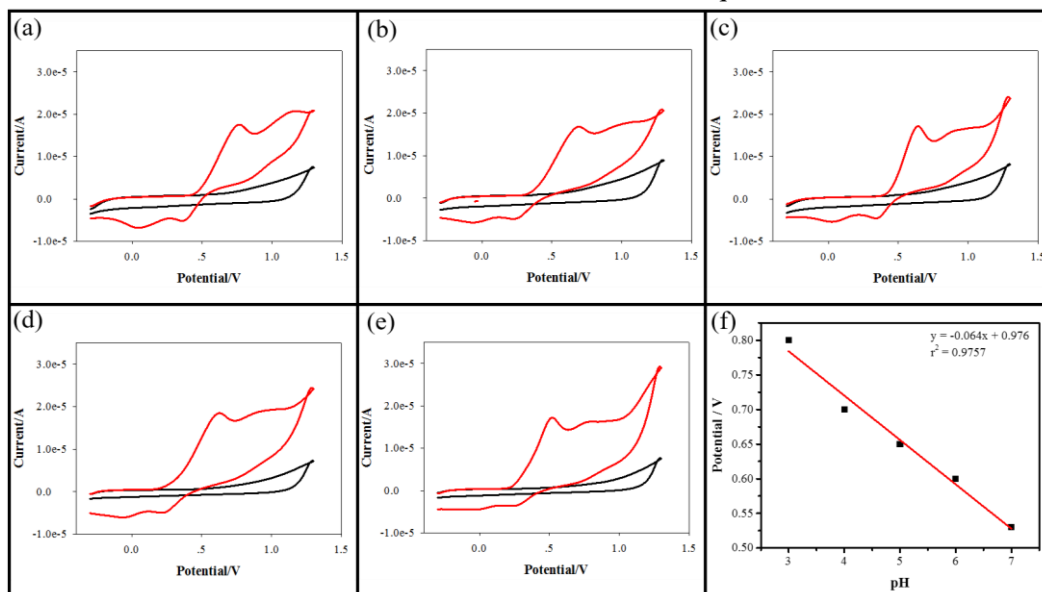 (a)
3.0e-5
2.0e-5
1.0e-5
0.0
-1.0e-5
Current/A
0.0
.5
1.0
1.5
Potential/V
(b)
3.0e-5
2.0e-5
1.0e-5
0.0
-1.0e-5
Current/A
0.0
.5
1.0
1.5
Potential/V
(c)
3.0e-5
2.0e-5
1.0e-5
0.0
-1.0e-5
Current/A
0.0
.5
1.0
1.5
Potential/V
(d)
3.0e-5
2.0e-5
1.0e-5
0.0
-1.0e-5
Current/A
0.0
.5
1.0
1.5
Potential/V
(e)
3.0e-5
2.0e-5
1.0e-5
0.0
-1.0e-5
Current/A
0.0
.5
1.0
1.5
Potential/V
(f)
y = -0.064x + 0.976
r² = 0.9757
0.80
0.75
0.70
0.65
0.60
0.55
0.50
Potential / V
3
4
5
6
7
pH